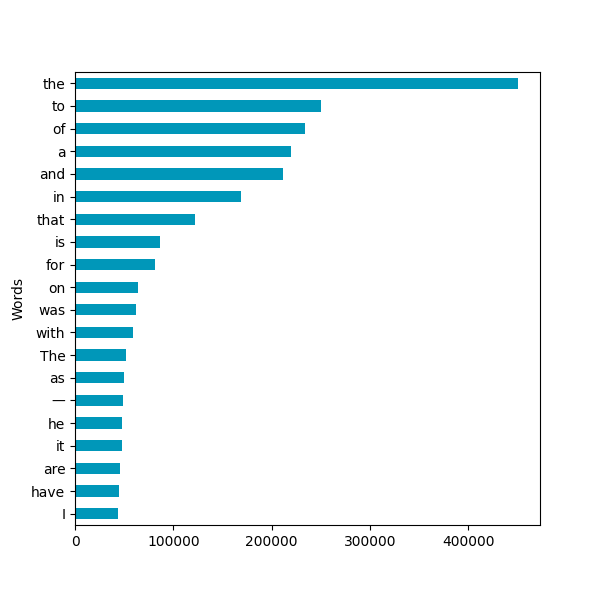 the
to
of
a
and
in
that
is
for
on
was
with
The
as
—
he
it
are
have
I
Words
0 100000 200000 300000 400000